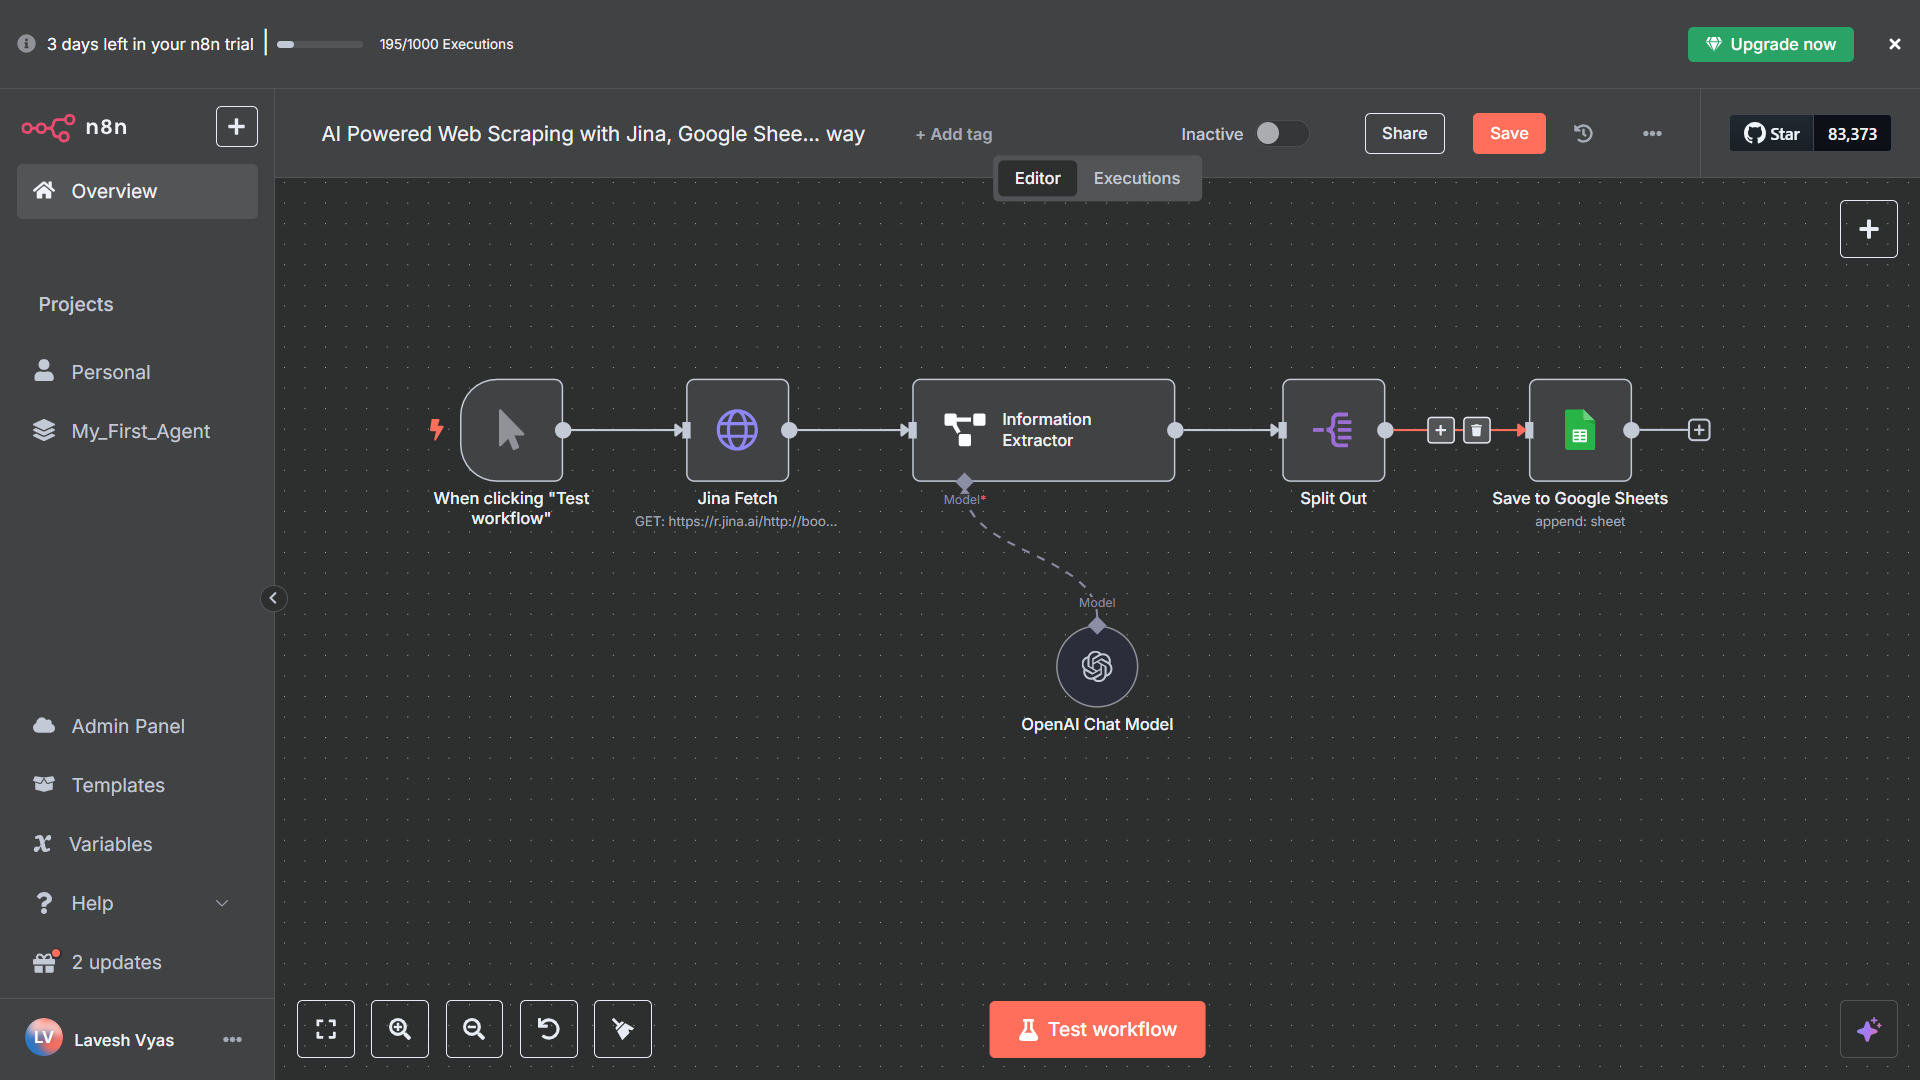 3 days left in your n8n trial
195/1000 Executions
Upgrade now
n8n
AI Powered Web Scraping with Jina, Google Shee... way
+ Add tag
Inactive
Share
Save
Star
83,373
Editor
Executions
Overview
Projects
Personal
My_First_Agent
Information
Extractor
When clicking "Test
workflow"
Jina Fetch
GET: https://r.jina.ai/http://boo...
Model*
Split Out
Save to Google Sheets
append: sheet
Model
OpenAI Chat Model
Admin Panel
Templates
Variables
Help
2 updates
LV
Lavesh Vyas
Test workflow